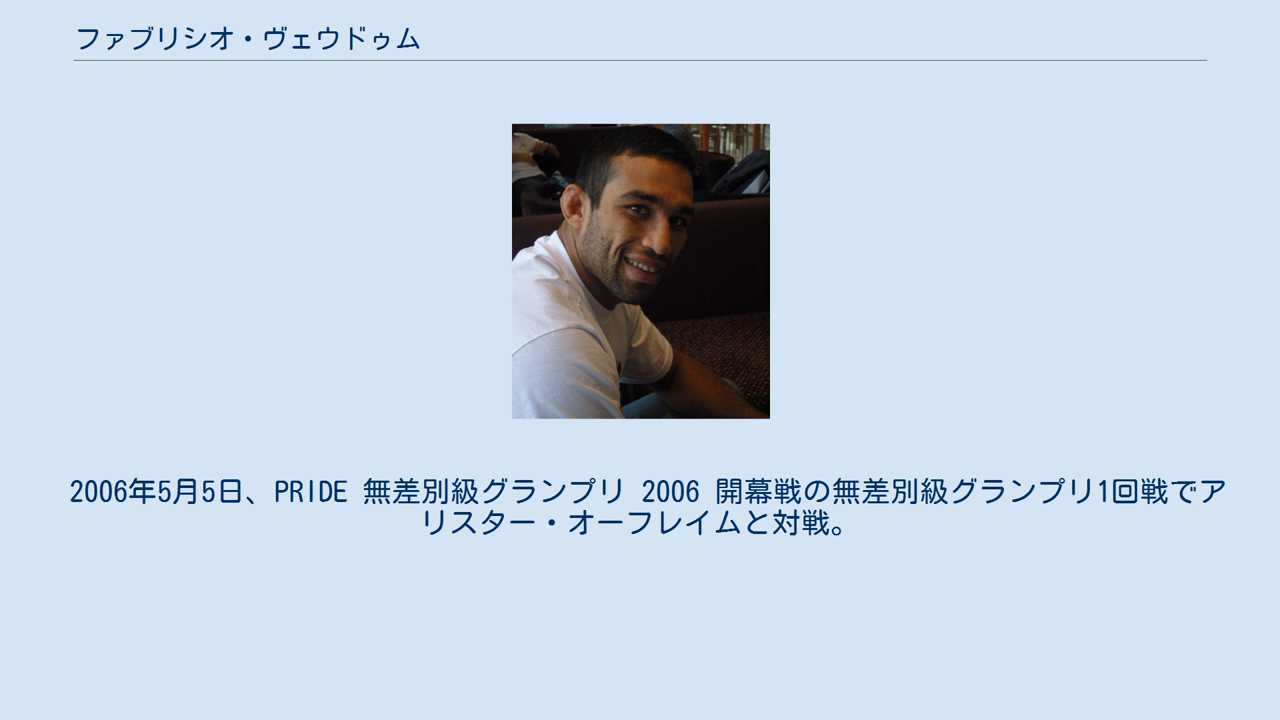 ファブリシオ・ヴェウドゥム
2006年5月5日、PRIDE 無差別級グランプリ 2006 開幕戦の無差別級グランプリ1回戦でア
リスター・オーフレイムと対戦。